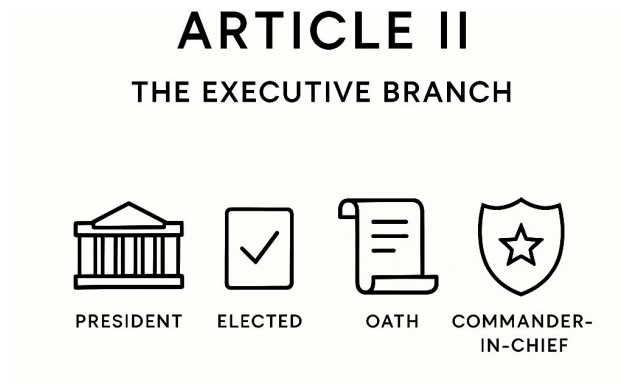 ARTICLE II
THE EXECUTIVE BRANCH
PRESIDENT
ELECTED
OATH
COMMANDER-
IN-CHIEF